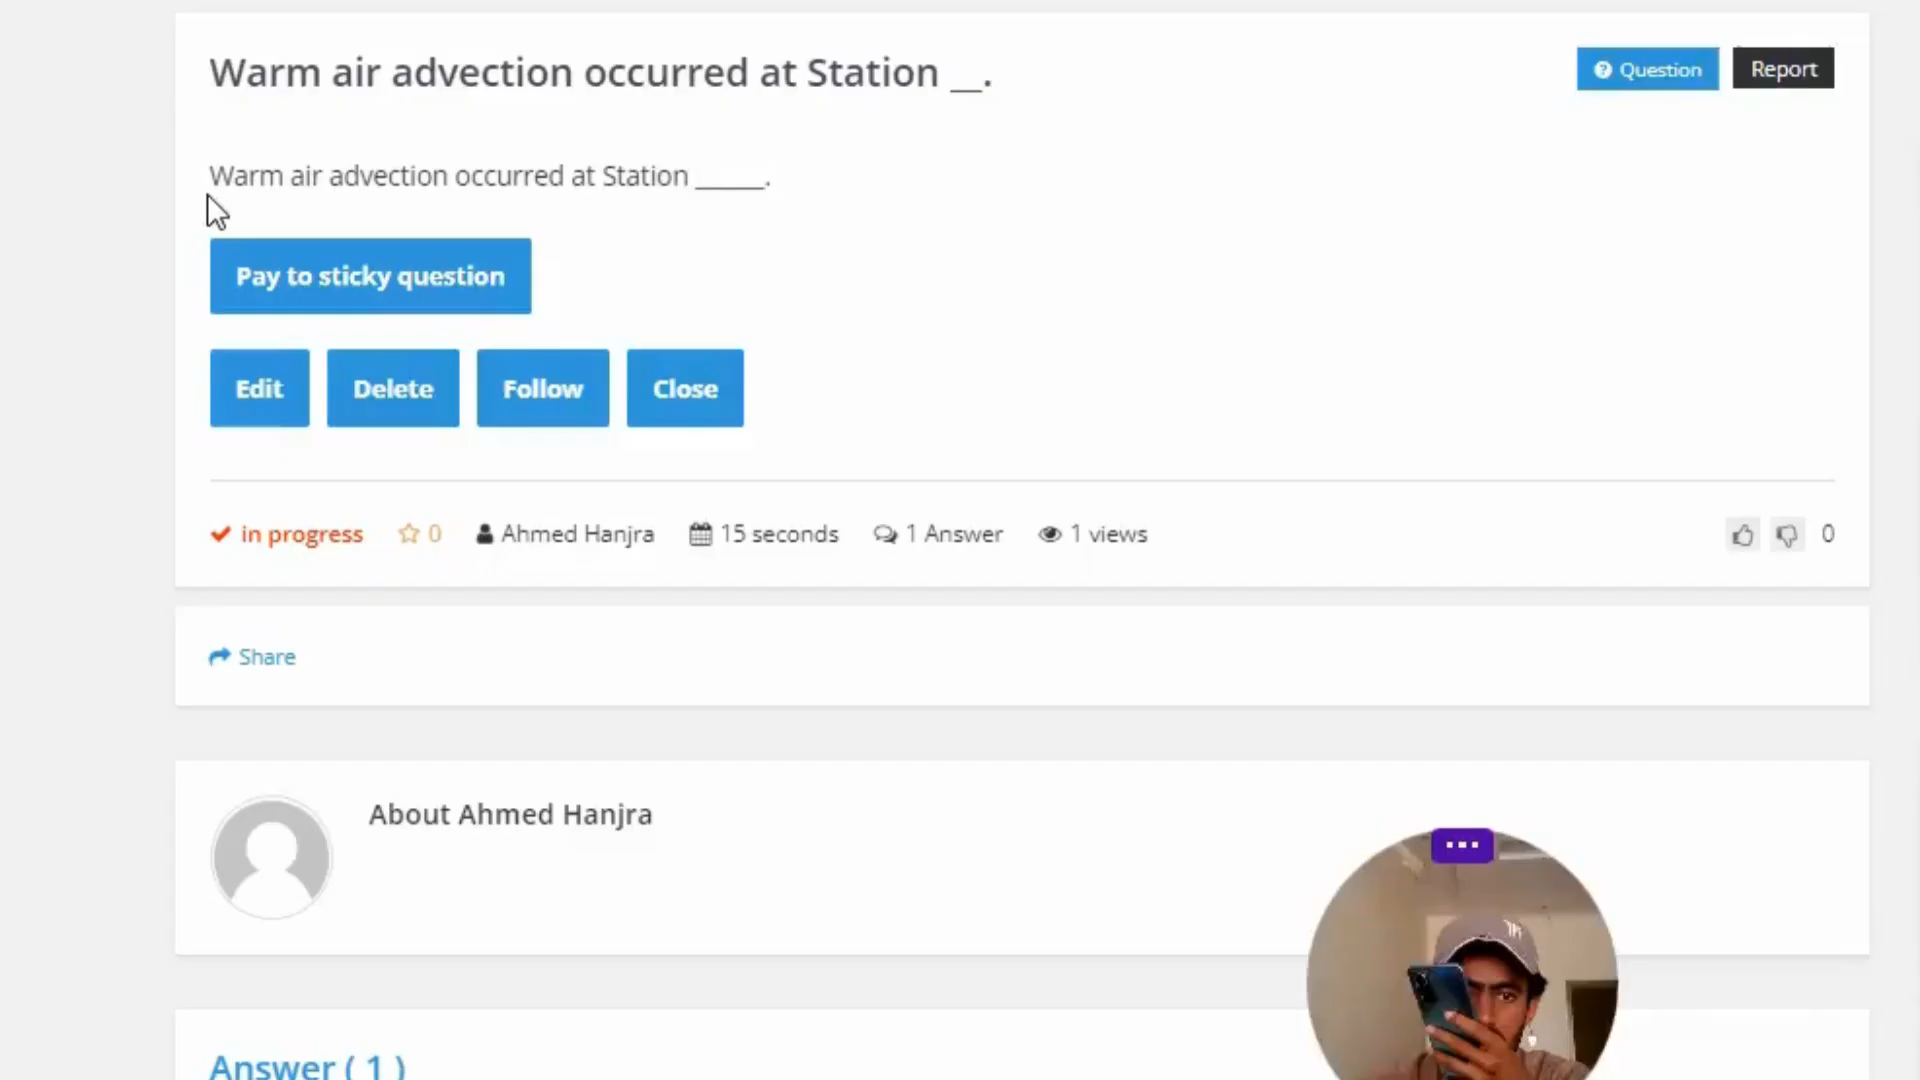 Warm air advection occurred at Station __.
Question
Report
Warm air advection occurred at Station ______.
Pay to sticky question
Edit
Delete
Follow
Close
in progress
0
Ahmed Hanjra
15 seconds
1 Answer
1 views
0
Share
About Ahmed Hanjra
Answer ( 1 )